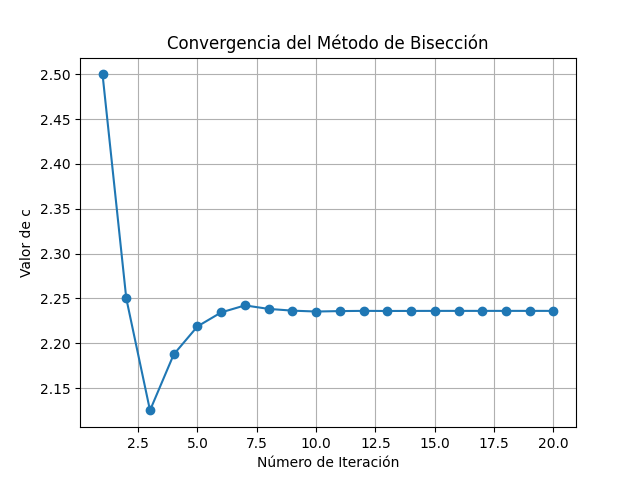 Convergencia del Método de Bisección
2.50
2.45
2.40
2.35
2.30
2.25
2.20
2.15
Valor de c
2.5 5.0 7.5 10.0 12.5 15.0 17.5 20.0
Número de Iteración